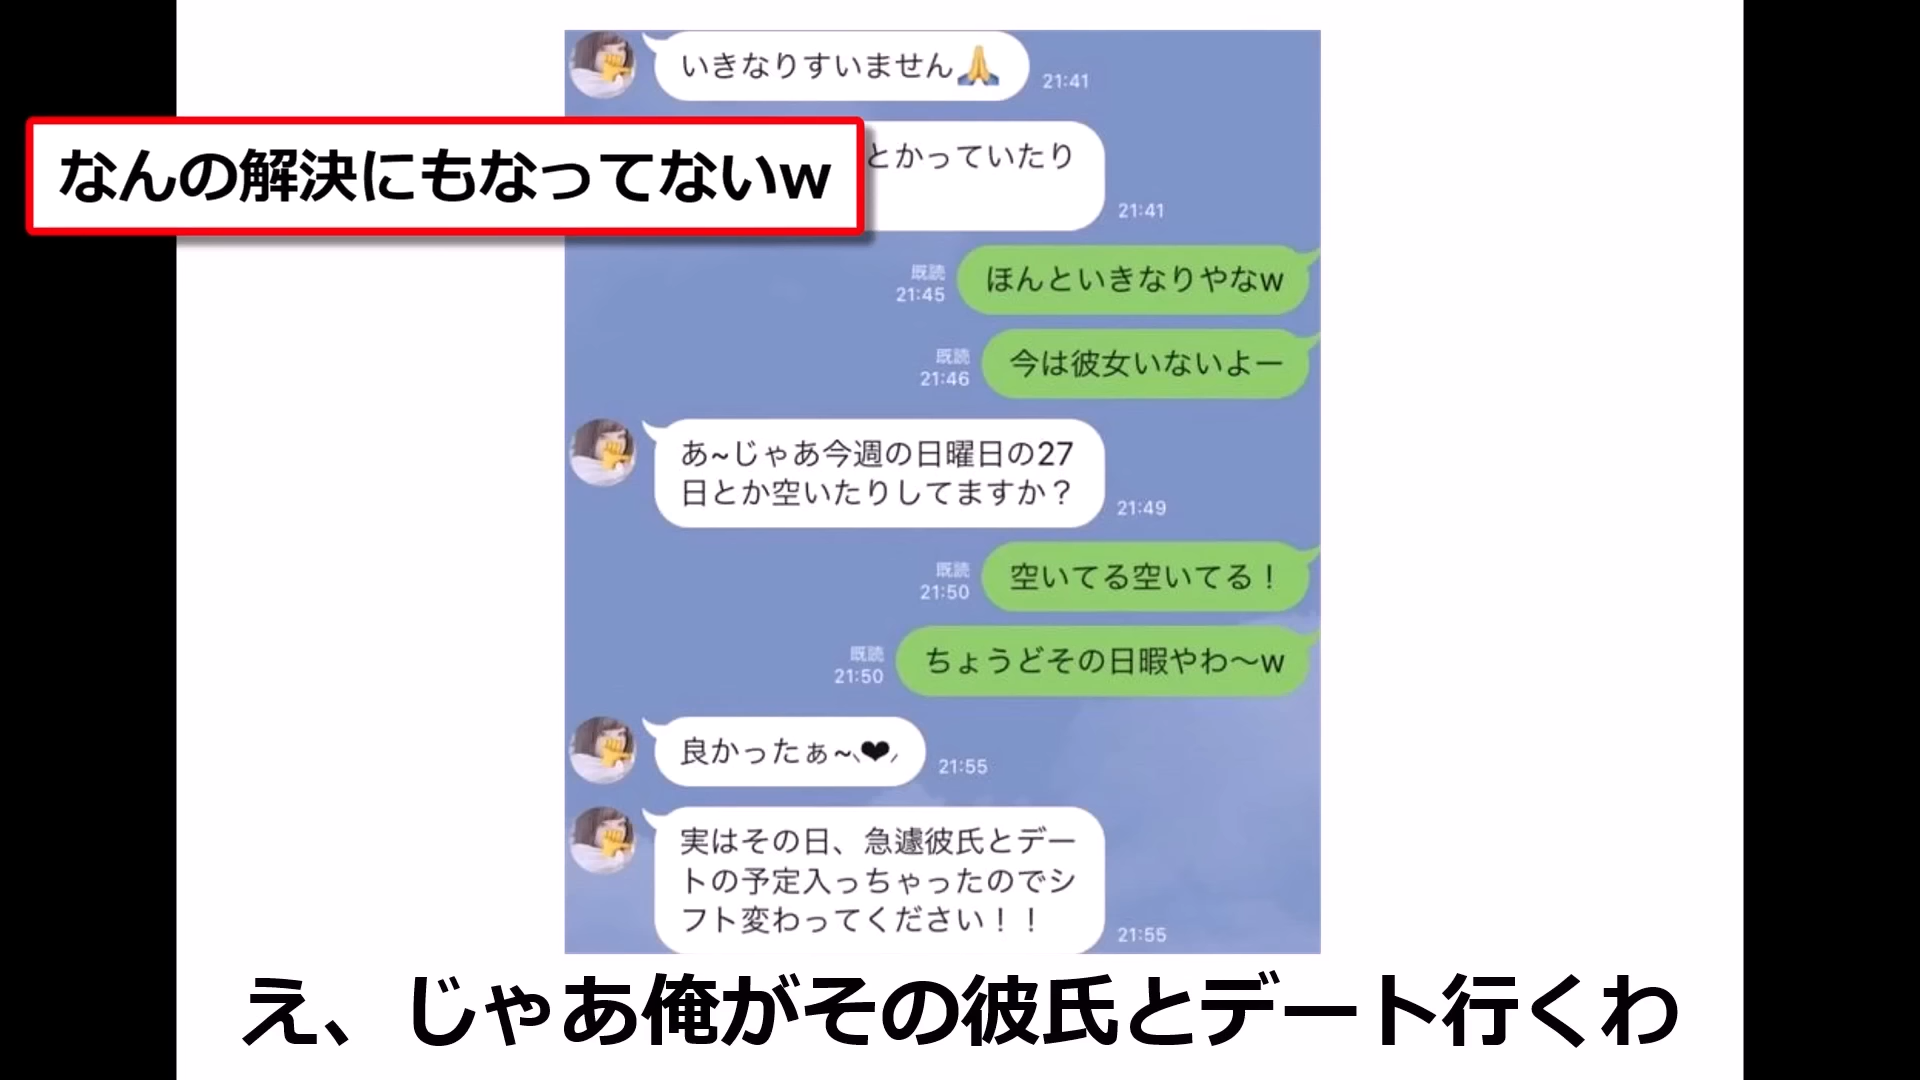 いきなりすいません🙏
21:41
なんの解決にもなってないw
とかっていたり
21:41
既読
21:45
ほんといきなりやなw
既読
21:46
今は彼女いないよー
あ~じゃあ今週の日曜日の27
日とか空いたりしてますか？
21:49
既読
21:50
空いてる空いてる！
既読
21:50
ちょうどその日暇やわ〜w
良かったぁ~⸜❤︎⸝
21:55
実はその日、急遽彼氏とデー
トの予定入っちゃったのでシ
フト変わってください！！
21:55
え、じゃあ俺がその彼氏とデート行くわ